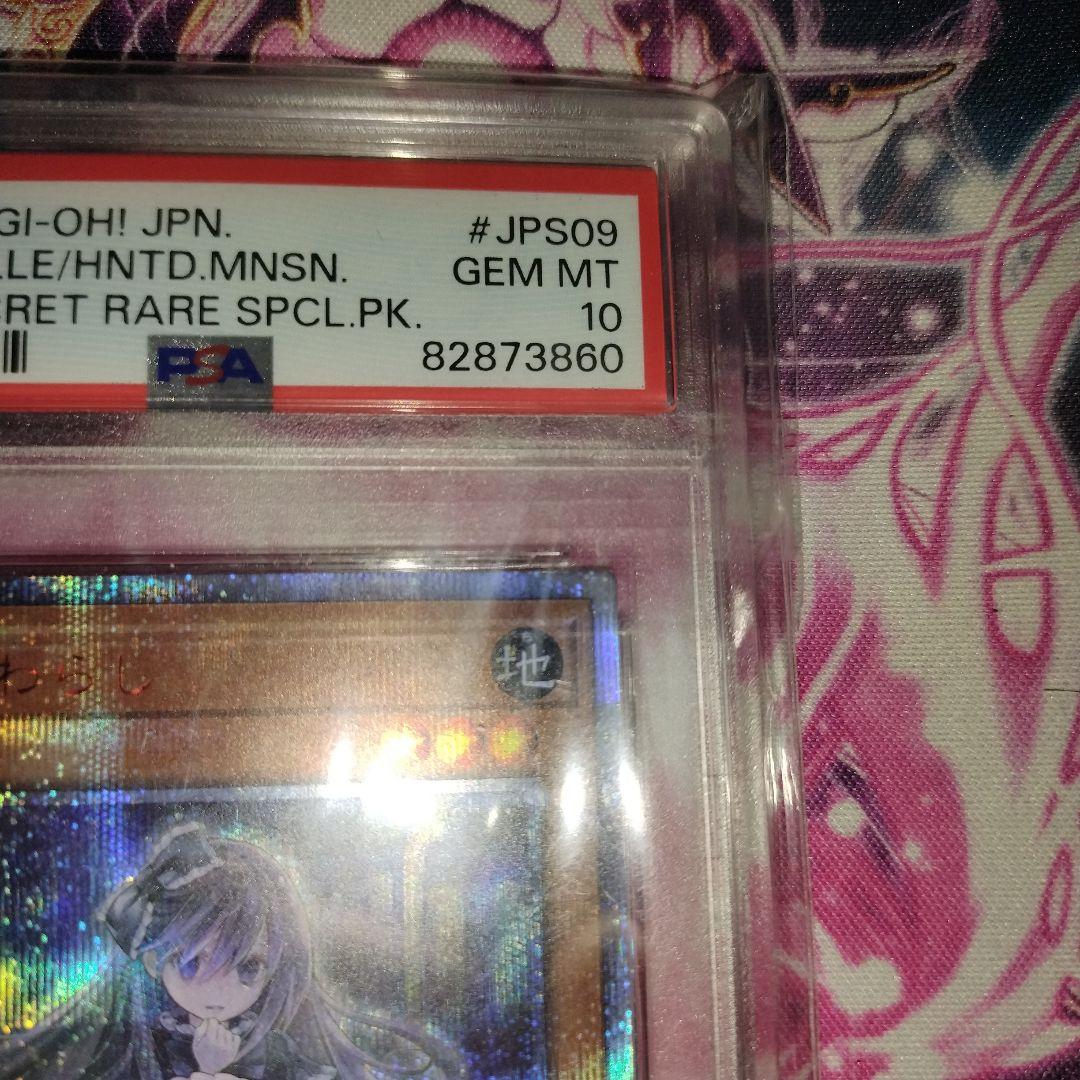 GI-OH! JPN. #JPS09
LLE/HNTD.MNSN. GEM MT
CRET RARE SPCL.PK. 10
PSA 82873860
わらし
地